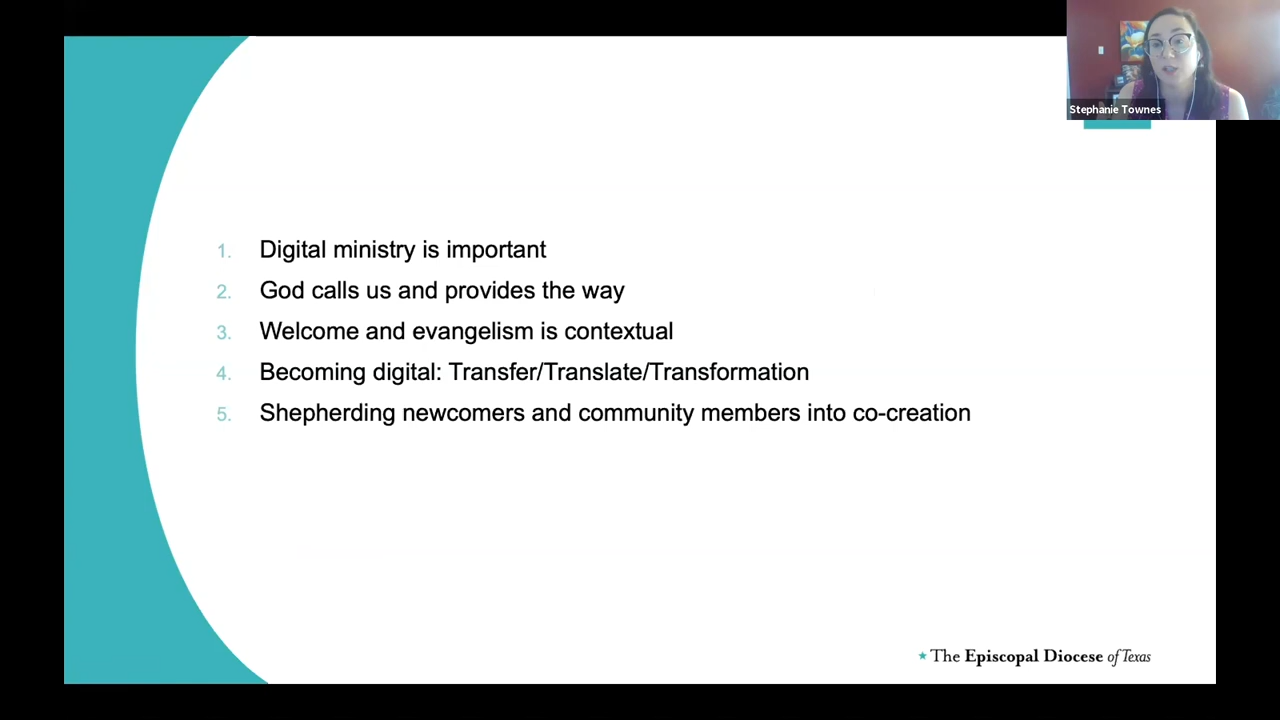 Stephanie Townes
1. Digital ministry is important
2. God calls us and provides the way
3. Welcome and evangelism is contextual
4. Becoming digital: Transfer/Translate/Transformation
5. Shepherding newcomers and community members into co-creation
The Episcopal Diocese of Texas